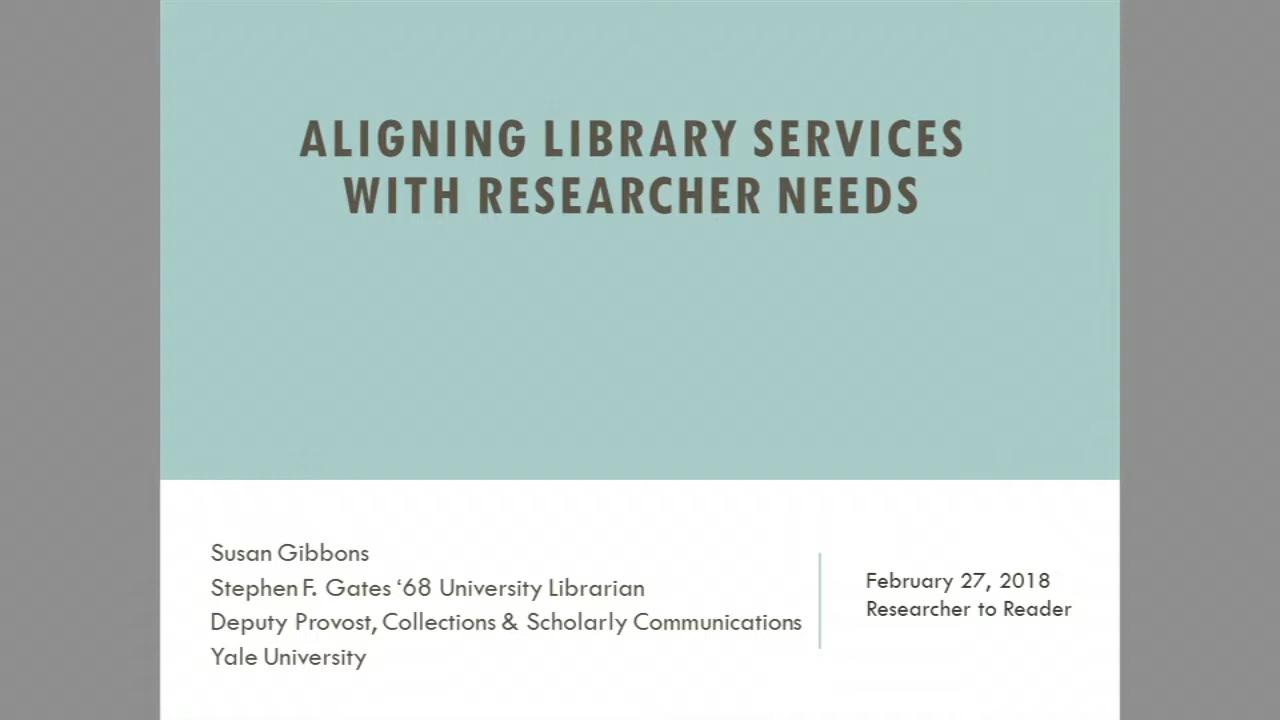 ALIGNING LIBRARY SERVICES
WITH RESEARCHER NEEDS
Susan Gibbons
Stephen F. Gates ‘68 University Librarian
Deputy Provost, Collections & Scholarly Communications
Yale University
February 27, 2018
Researcher to Reader